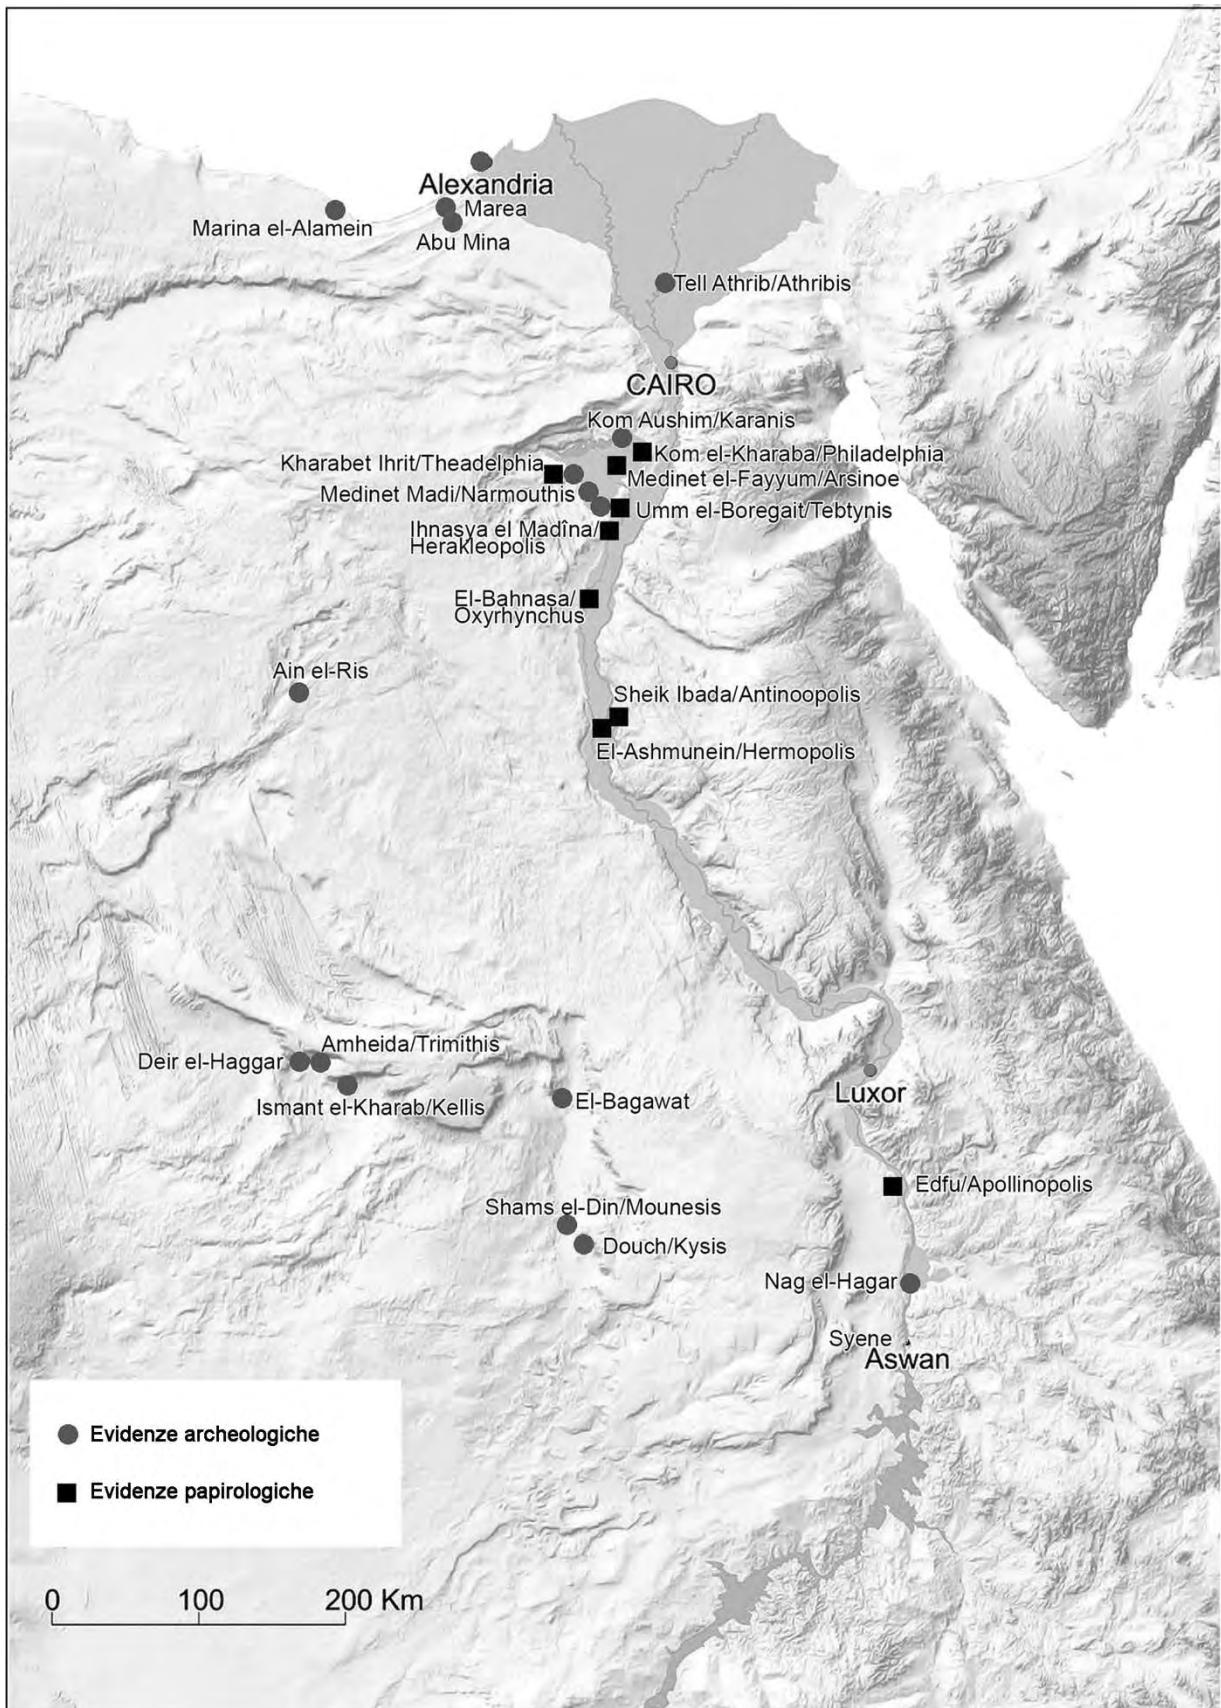 Alexandria
Marea
Marina el-Alamein
Abu Mina
Tell Athrib/Athribis
CAIRO
Kom Aushim/Karanis
Kom el-Kharaba/Philadelphia
Kharabet Ihrit/Theadelphia
Medinet el-Fayyum/Arsinoe
Medinet Madi/Narmouthis
Umm el-Boregait/Tebtynis
Ihnasya el Madîna/
Herakleopolis
El-Bahnasa/
Oxyrhynchus
Ain el-Ris
Sheik Ibada/Antinoopolis
El-Ashmunein/Hermopolis
Amheida/Trimithis
Deir el-Haggar
Ismant el-Kharab/Kellis
El-Bagawat
Luxor
Edfu/Apollinopolis
Shams el-Din/Mounesis
Douch/Kysis
Nag el-Hagar
Syene
Aswan
Evidenze archeologiche
Evidenze papirologiche
0 100 200 Km